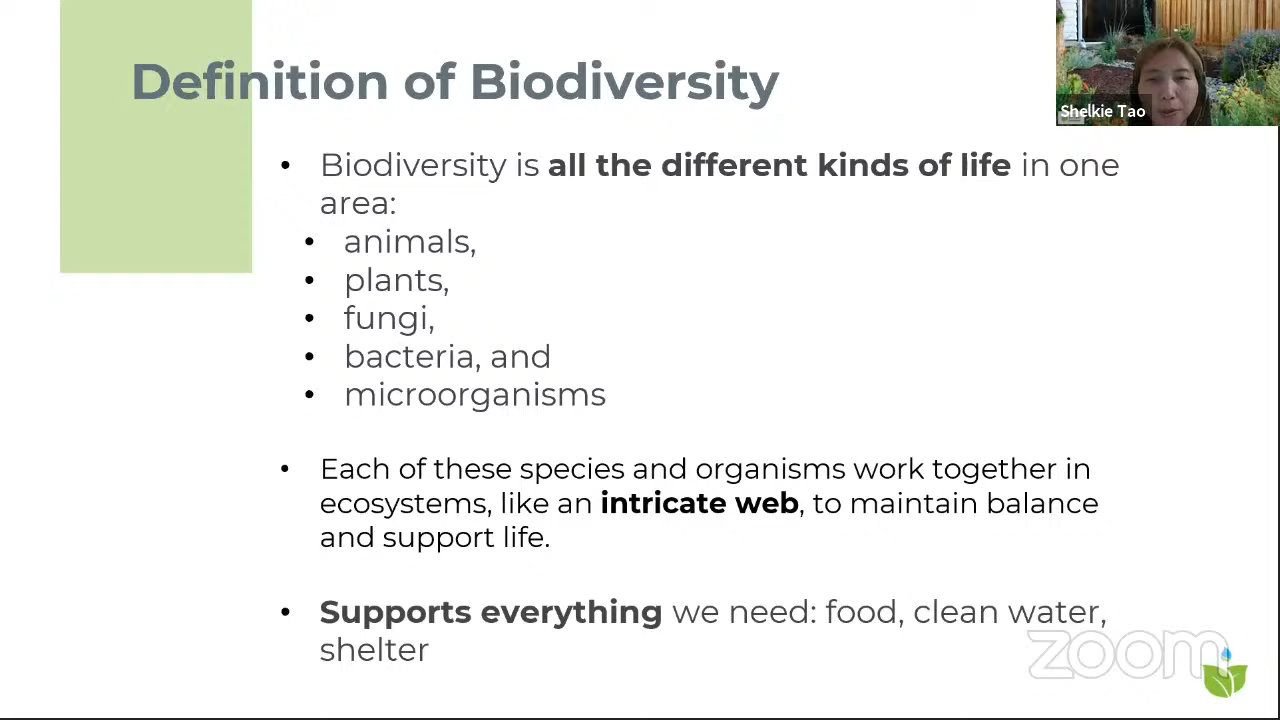 Definition of Biodiversity
Shelkie Tao
• Biodiversity is all the different kinds of life in one
area:
• animals,
• plants,
• fungi,
• bacteria, and
• microorganisms
• Each of these species and organisms work together in
ecosystems, like an intricate web, to maintain balance
and support life.
• Supports everything we need: food, clean water,
shelter
zoom